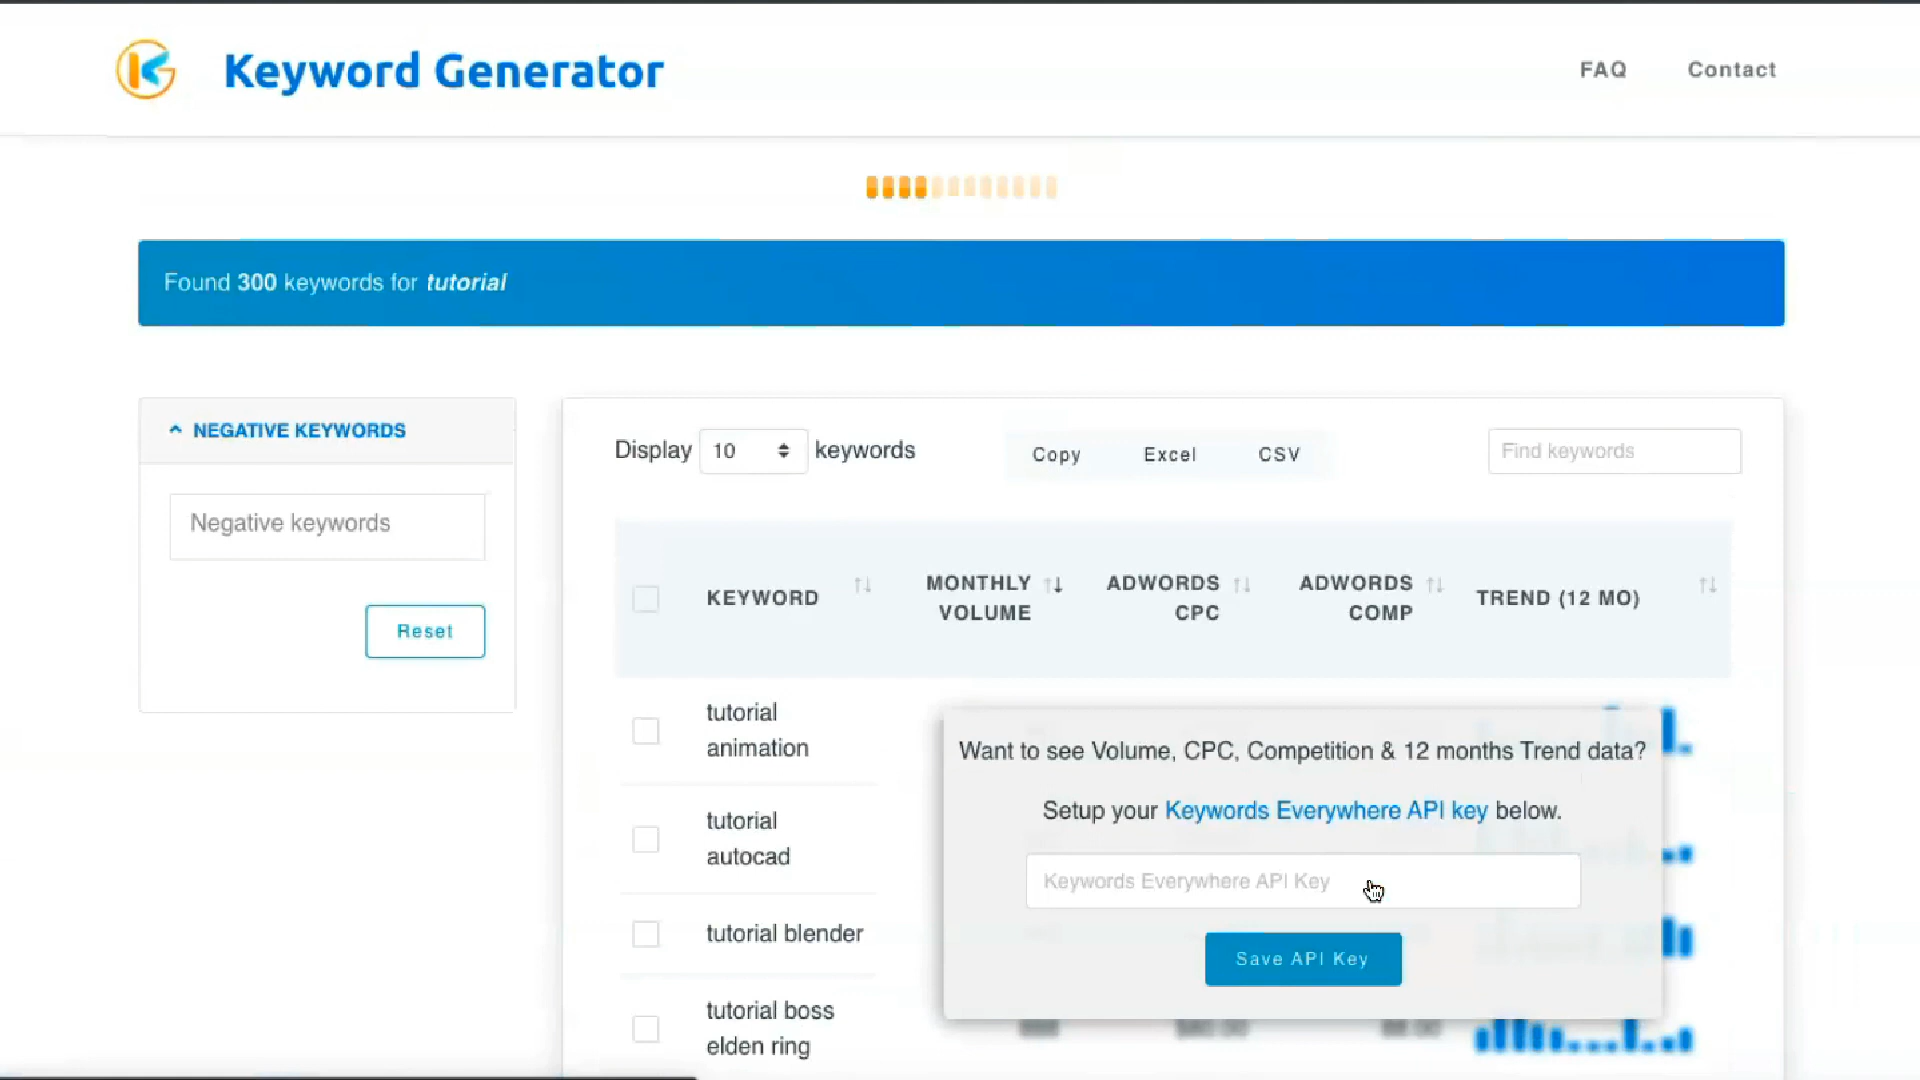 Keyword Generator
FAQ
Contact
Found 300 keywords for tutorial
NEGATIVE KEYWORDS
Negative keywords
Reset
Display 10 keywords
Copy
Excel
CSV
Find keywords
KEYWORD
MONTHLY
VOLUME
ADWORDS
CPC
ADWORDS
COMP
TREND (12 MO)
tutorial
animation
tutorial
autocad
tutorial blender
tutorial boss
elden ring
Want to see Volume, CPC, Competition & 12 months Trend data?
Setup your Keywords Everywhere API key below.
Keywords Everywhere API Key
Save API Key